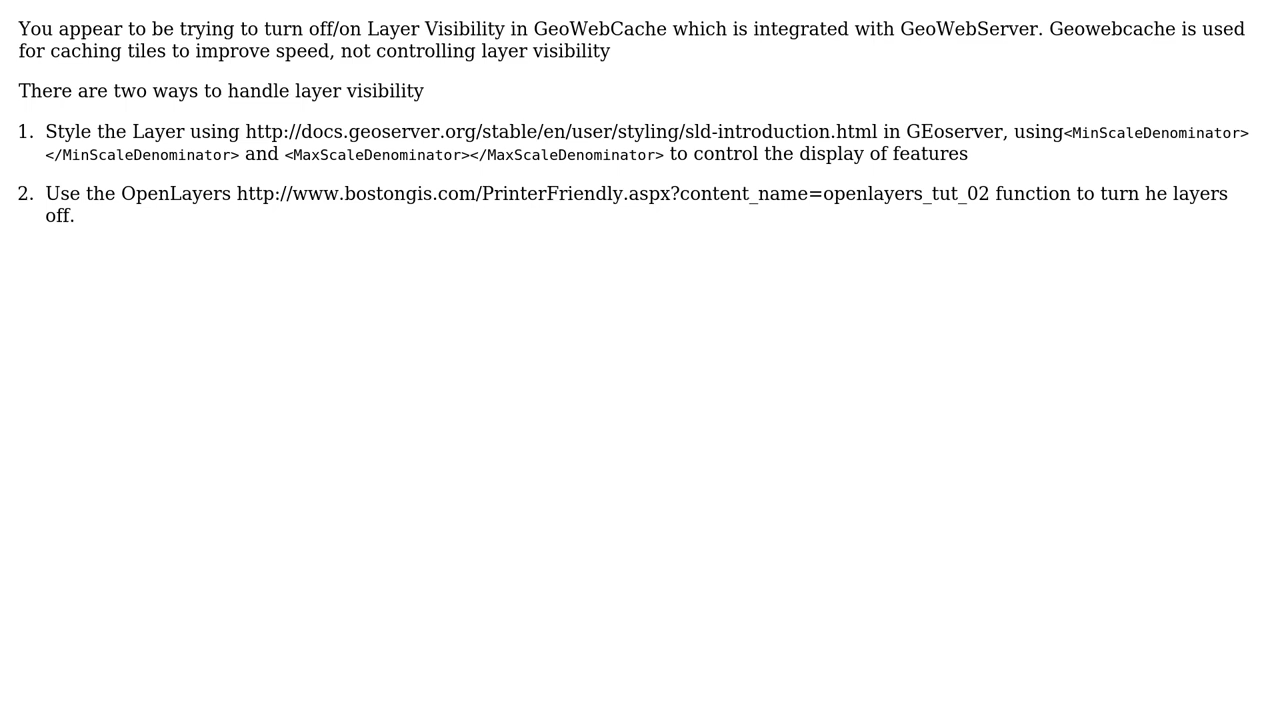 You appear to be trying to turn off/on Layer Visibility in GeoWebCache which is integrated with GeoWebServer. Geowebcache is used
for caching tiles to improve speed, not controlling layer visibility
There are two ways to handle layer visibility
1. Style the Layer using http://docs.geoserver.org/stable/en/user/styling/sld-introduction.html in GEoserver, using<MinScaleDenominator>
</MinScaleDenominator> and <MaxScaleDenominator></MaxScaleDenominator> to control the display of features
2. Use the OpenLayers http://www.bostongis.com/PrinterFriendly.aspx?content_name=openlayers_tut_02 function to turn he layers
off.